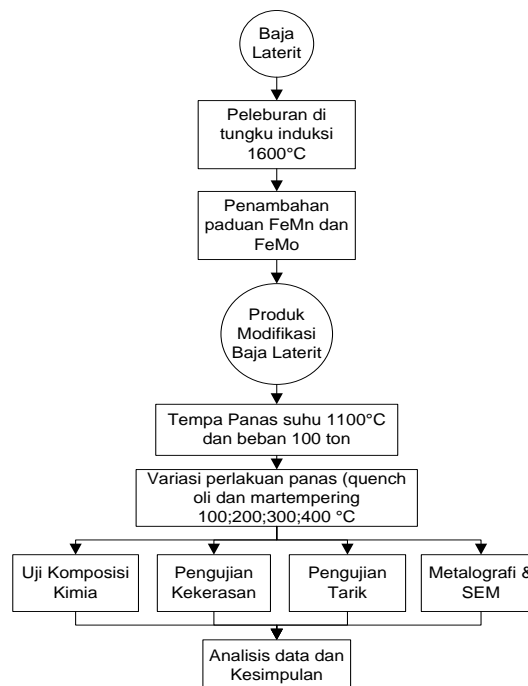 Baja
Laterit
Peleburan di
tungku induksi
1600°C
Penambahan
paduan FeMn dan
FeMo
Produk
Modifikasi
Baja Laterit
Tempa Panas suhu 1100°C
dan beban 100 ton
Variasi perlakuan panas (quench
oli dan martempering
100;200;300;400 °C
Uji Komposisi
Kimia
Pengujian
Kekerasan
Pengujian
Tarik
Metalografi &
SEM
Analisis data dan
Kesimpulan